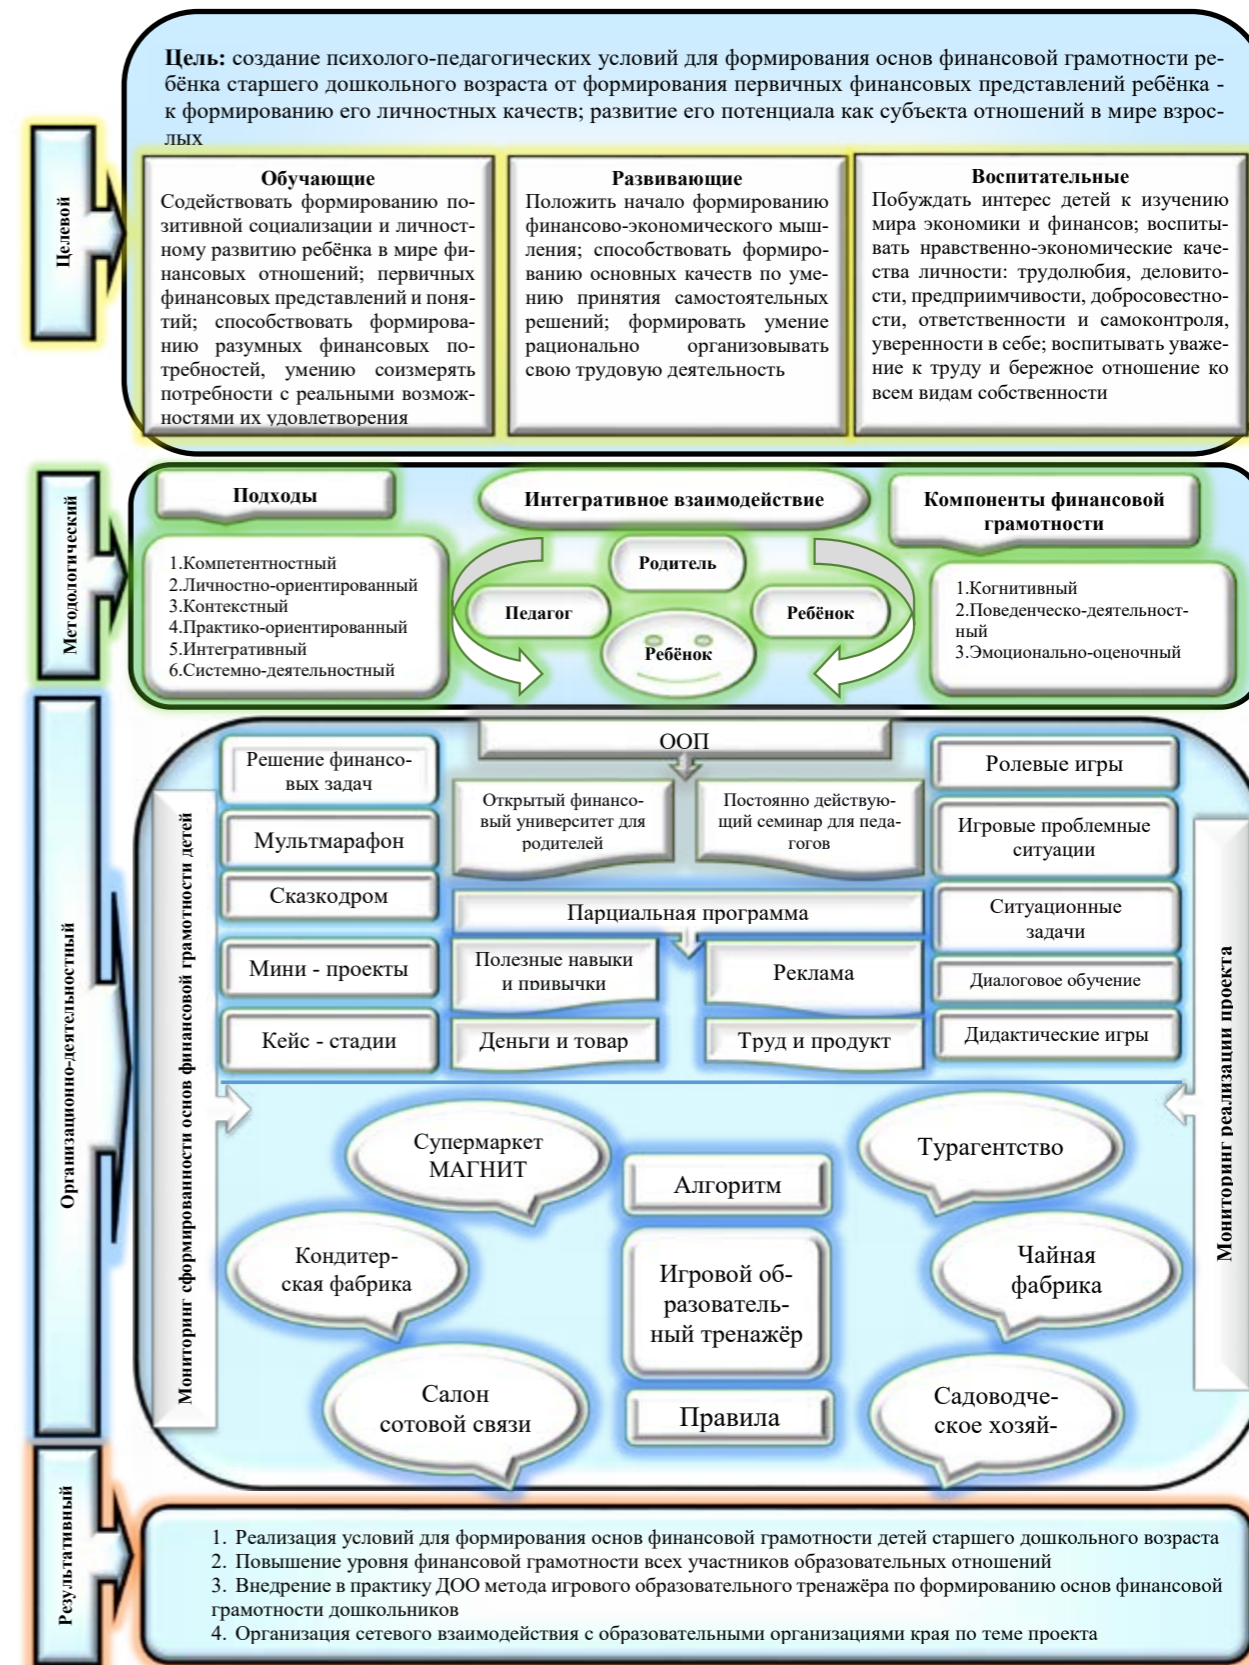 Цель: создание психолого-педагогических условий для формирования основ финансовой грамотности ре-
бёнка старшего дошкольного возраста от формирования первичных финансовых представлений ребёнка -
к формированию его личностных качеств; развитие его потенциала как субъекта отношений в мире взрос-
лых
Целевой
Обучающие
Содействовать формированию по-
зитивной социализации и личност-
ному развитию ребёнка в мире фи-
нансовых отношений; первичных
финансовых представлений и поня-
тий; способствовать формирова-
нию разумных финансовых по-
требностей, умению соизмерять
потребности с реальными возмож-
ностями их удовлетворения
Развивающие
Положить начало формированию
финансово-экономического мыш-
ления; способствовать формиро-
ванию основных качеств по уме-
нию принятия самостоятельных
решений; формировать умение
рационально организовывать
свою трудовую деятельность
Воспитательные
Побуждать интерес детей к изучению
мира экономики и финансов; воспиты-
вать нравственно-экономические каче-
ства личности: трудолюбия, деловито-
сти, предприимчивости, добросовестно-
сти, ответственности и самоконтроля,
уверенности в себе; воспитывать уваже-
ние к труду и бережное отношение ко
всем видам собственности
Методологический
Подходы
1.Компетентностный
2.Личностно-ориентированный
3.Контекстный
4.Практико-ориентированный
5.Интегративный
6.Системно-деятельностный
Интегративное взаимодействие
Родитель
Педагог
Ребёнок
Ребёнок
Компоненты финансовой
грамотности
1.Когнитивный
2.Поведенческо-деятельност-
ный
3.Эмоционально-оценочный
Организационно-деятельностный
Мониторинг сформированности основ финансовой грамотности детей
Решение финансо-
вых задач
Мультмарафон
Сказкодром
Мини - проекты
Кейс - стадии
ООП
Открытый финансо-
вый университет для
родителей
Постоянно действую-
щий семинар для педа-
гогов
Парциальная программа
Полезные навыки
и привычки
Реклама
Деньги и товар
Труд и продукт
Ролевые игры
Игровые проблемные
ситуации
Ситуационные
задачи
Диалоговое обучение
Дидактические игры
Мониторинг реализации проекта
Супермаркет
МАГНИТ
Кондитер-
ская фабрика
Салон
сотовой связи
Алгоритм
Игровой об-
разователь-
ный тренажёр
Правила
Турагентство
Чайная
фабрика
Садоводче-
ское хозяй-
Результативный
1. Реализация условий для формирования основ финансовой грамотности детей старшего дошкольного возраста
2. Повышение уровня финансовой грамотности всех участников образовательных отношений
3. Внедрение в практику ДОО метода игрового образовательного тренажёра по формированию основ финансовой
грамотности дошкольников
4. Организация сетевого взаимодействия с образовательными организациями края по теме проекта